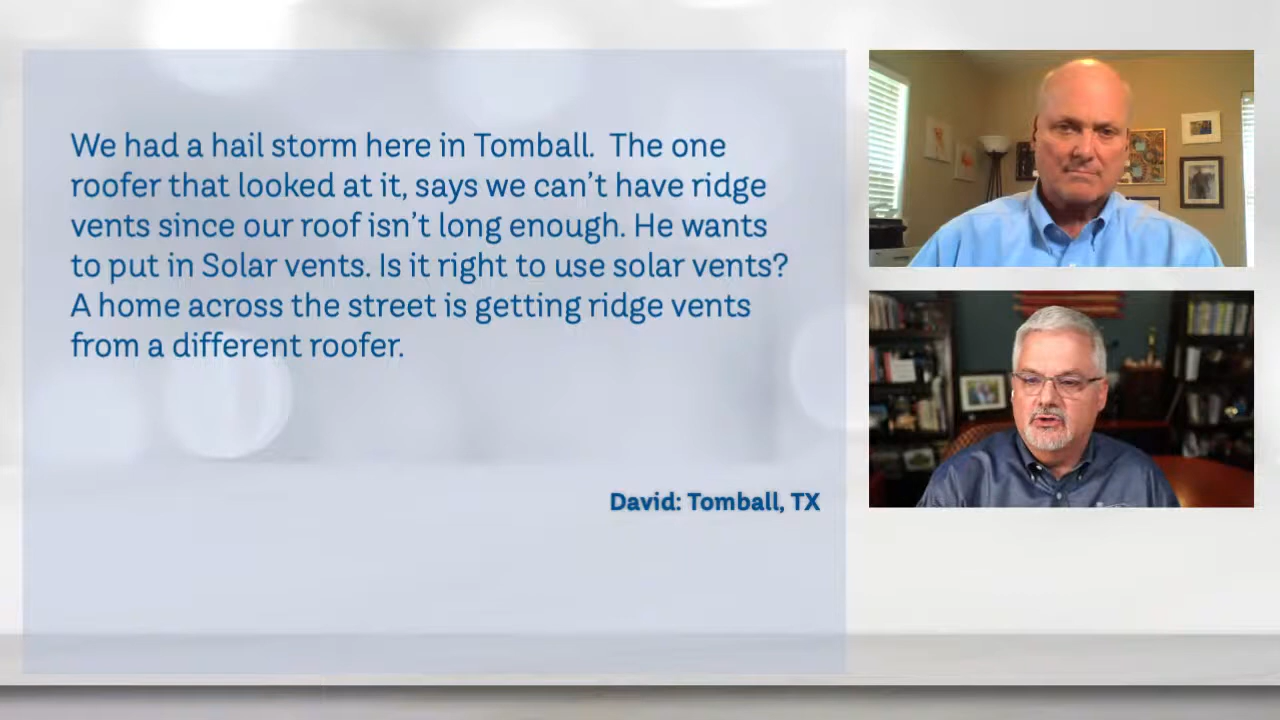 We had a hail storm here in Tomball. The one
roofer that looked at it, says we can't have ridge
vents since our roof isn't long enough. He wants
to put in Solar vents. Is it right to use solar vents?
A home across the street is getting ridge vents
from a different roofer.
David: Tomball, TX